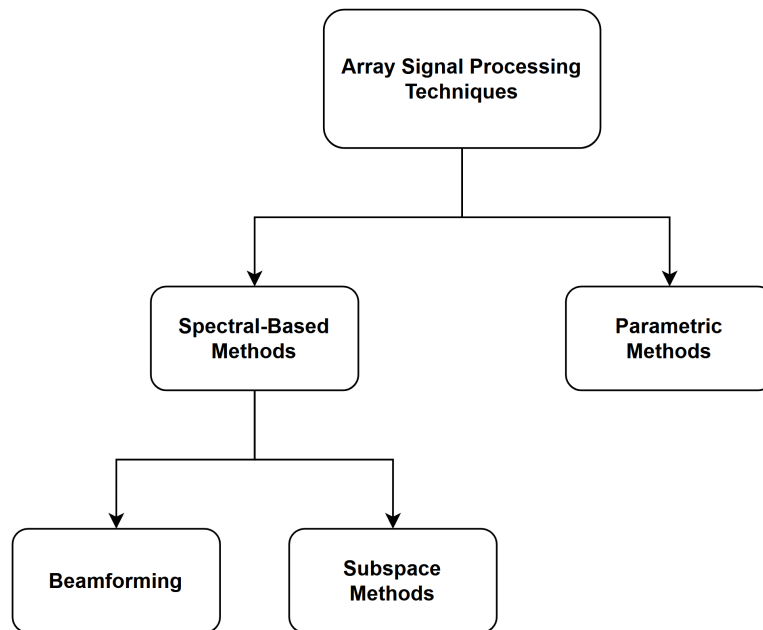 Array Signal Processing
Techniques
Spectral-Based
Methods
Parametric
Methods
Beamforming
Subspace
Methods